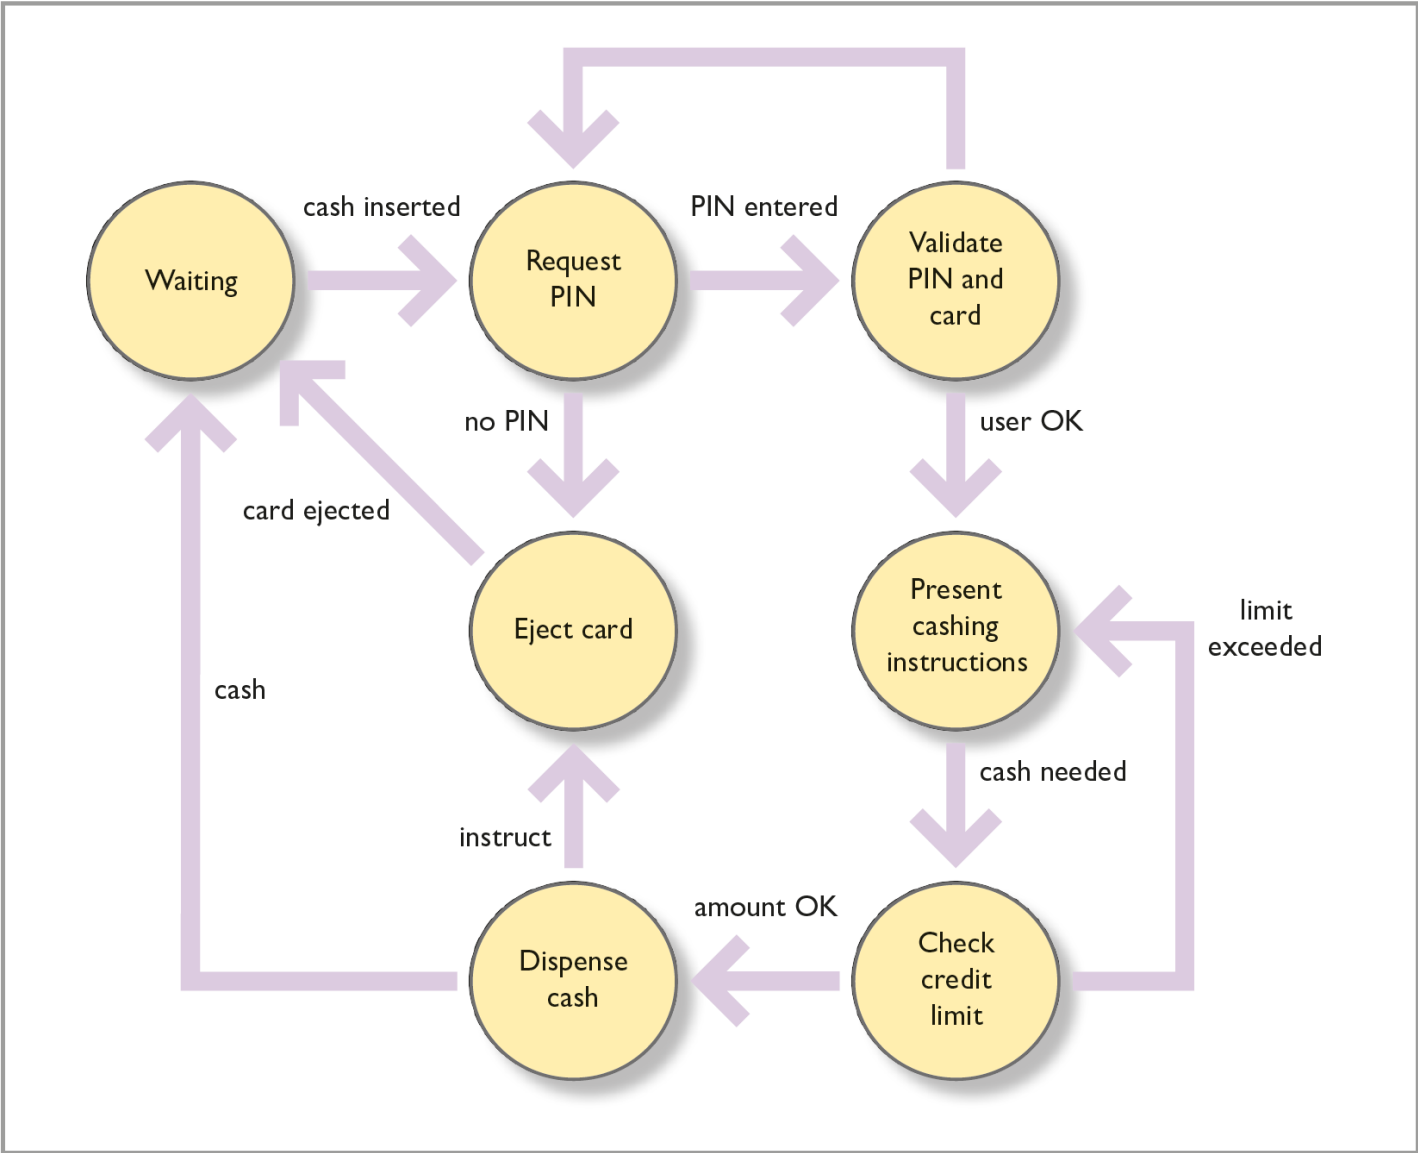 cash inserted
PIN entered
Waiting
Request
PIN
Validate
PIN and
card
no PIN
user OK
card ejected
Eject card
Present
cashing
instructions
limit
exceeded
cash
cash needed
instruct
amount OK
Dispense
cash
Check
credit
limit